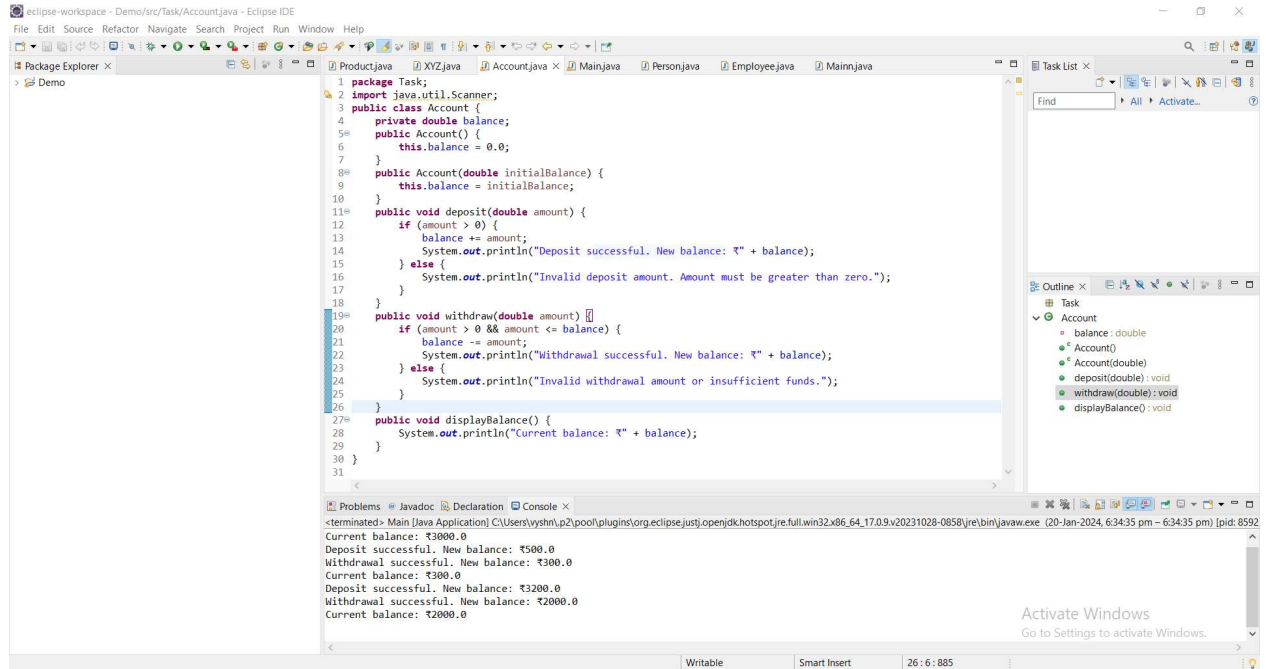 eclipse-workspace - Demo/src/Task/Account.java - Eclipse IDE
File Edit Source Refactor Navigate Search Project Run Window Help
Package Explorer
Demo
Product.java XYZ.java Account.java Main.java Person.java Employee.java Mainn.java
1 package Task;
2 import java.util.Scanner;
3 public class Account {
4 private double balance;
5 public Account() {
6 this.balance = 0.0;
7 }
8 public Account(double initialBalance) {
9 this.balance = initialBalance;
10 }
11 public void deposit(double amount) {
12 if (amount > 0) {
13 balance += amount;
14 System.out.println("Deposit successful. New balance: ₹" + balance);
15 } else {
16 System.out.println("Invalid deposit amount. Amount must be greater than zero.");
17 }
18 }
19 public void withdraw(double amount) {
20 if (amount > 0 && amount <= balance) {
21 balance -= amount;
22 System.out.println("Withdrawal successful. New balance: ₹" + balance);
23 } else {
24 System.out.println("Invalid withdrawal amount or insufficient funds.");
25 }
26 }
27 public void displayBalance() {
28 System.out.println("Current balance: ₹" + balance);
29 }
30 }
31
Task List
Find All Activate...
Outline
Task
Account
balance : double
Account()
Account(double)
deposit(double) : void
withdraw(double) : void
displayBalance() : void
Problems Javadoc Declaration Console
<terminated> Main [Java Application] C:\Users\vyshn\.p2\pool\plugins\org.eclipse.justj.openjdk.hotspot.jre.full.win32.x86_64_17.0.9.v20231028-0858\jre\bin\javaw.exe (20-Jan-2024, 6:34:35 pm – 6:34:35 pm) [pid: 8592
Current balance: ₹3000.0
Deposit successful. New balance: ₹500.0
Withdrawal successful. New balance: ₹300.0
Current balance: ₹300.0
Deposit successful. New balance: ₹3200.0
Withdrawal successful. New balance: ₹2000.0
Current balance: ₹2000.0
Activate Windows
Go to Settings to activate Windows.
Writable Smart Insert 26 : 6 : 885